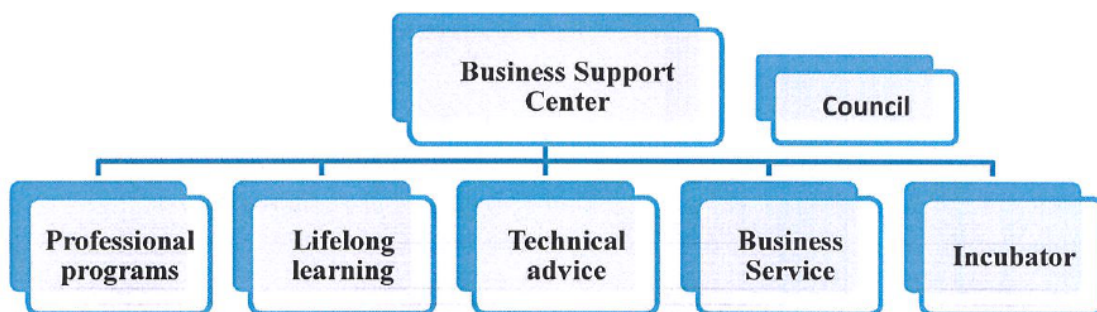 Business Support
Center
Council
Professional
programs
Lifelong
learning
Technical
advice
Business
Service
Incubator